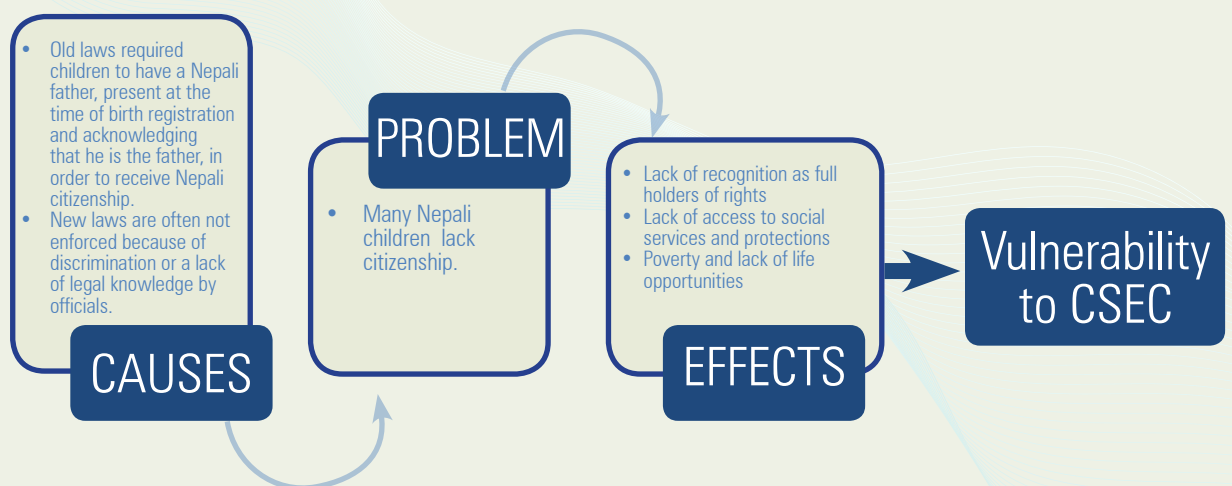 • Old laws required
children to have a Nepali
father, present at the
time of birth registration
and acknowledging
that he is the father, in
order to receive Nepali
citizenship.
• New laws are often not
enforced because of
discrimination or a lack
of legal knowledge by
officials.
CAUSES
PROBLEM
• Many Nepali
children lack
citizenship.
• Lack of recognition as full
holders of rights
• Lack of access to social
services and protections
• Poverty and lack of life
opportunities
EFFECTS
Vulnerability
to CSEC